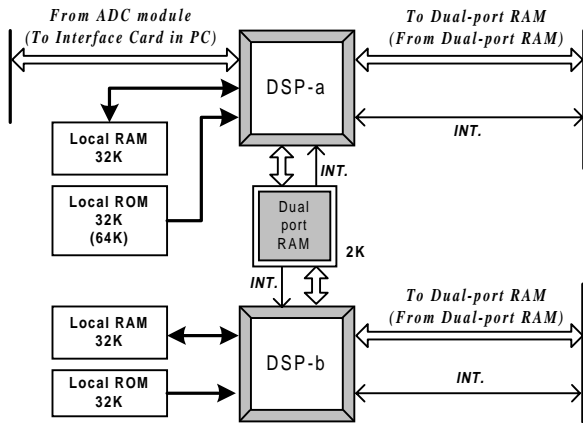 From ADC module
(To Interface Card in PC)
To Dual-port RAM
(From Dual-port RAM)
DSP-a
INT.
Local RAM
32K
Local ROM
32K
(64K)
INT.
Dual
port
RAM
2K
INT.
To Dual-port RAM
(From Dual-port RAM)
Local RAM
32K
DSP-b
INT.
Local ROM
32K